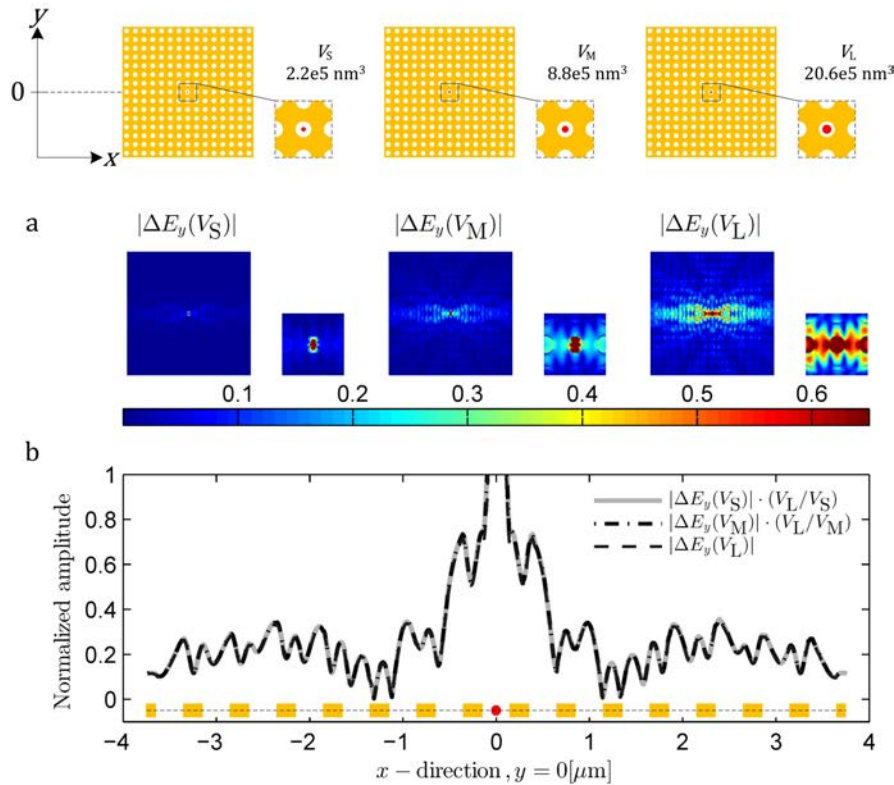 y
0
x
V_S
2.2e5 nm³
V_M
8.8e5 nm³
V_L
20.6e5 nm³
a
|ΔE_y(V_S)|
|ΔE_y(V_M)|
|ΔE_y(V_L)|
0.1 0.2 0.3 0.4 0.5 0.6
b
Normalized amplitude
1
0.8
0.6
0.4
0.2
0
|ΔE_y(V_S)| · (V_L/V_S)
|ΔE_y(V_M)| · (V_L/V_M)
|ΔE_y(V_L)|
−4 −3 −2 −1 0 1 2 3 4
x − direction, y = 0[μm]